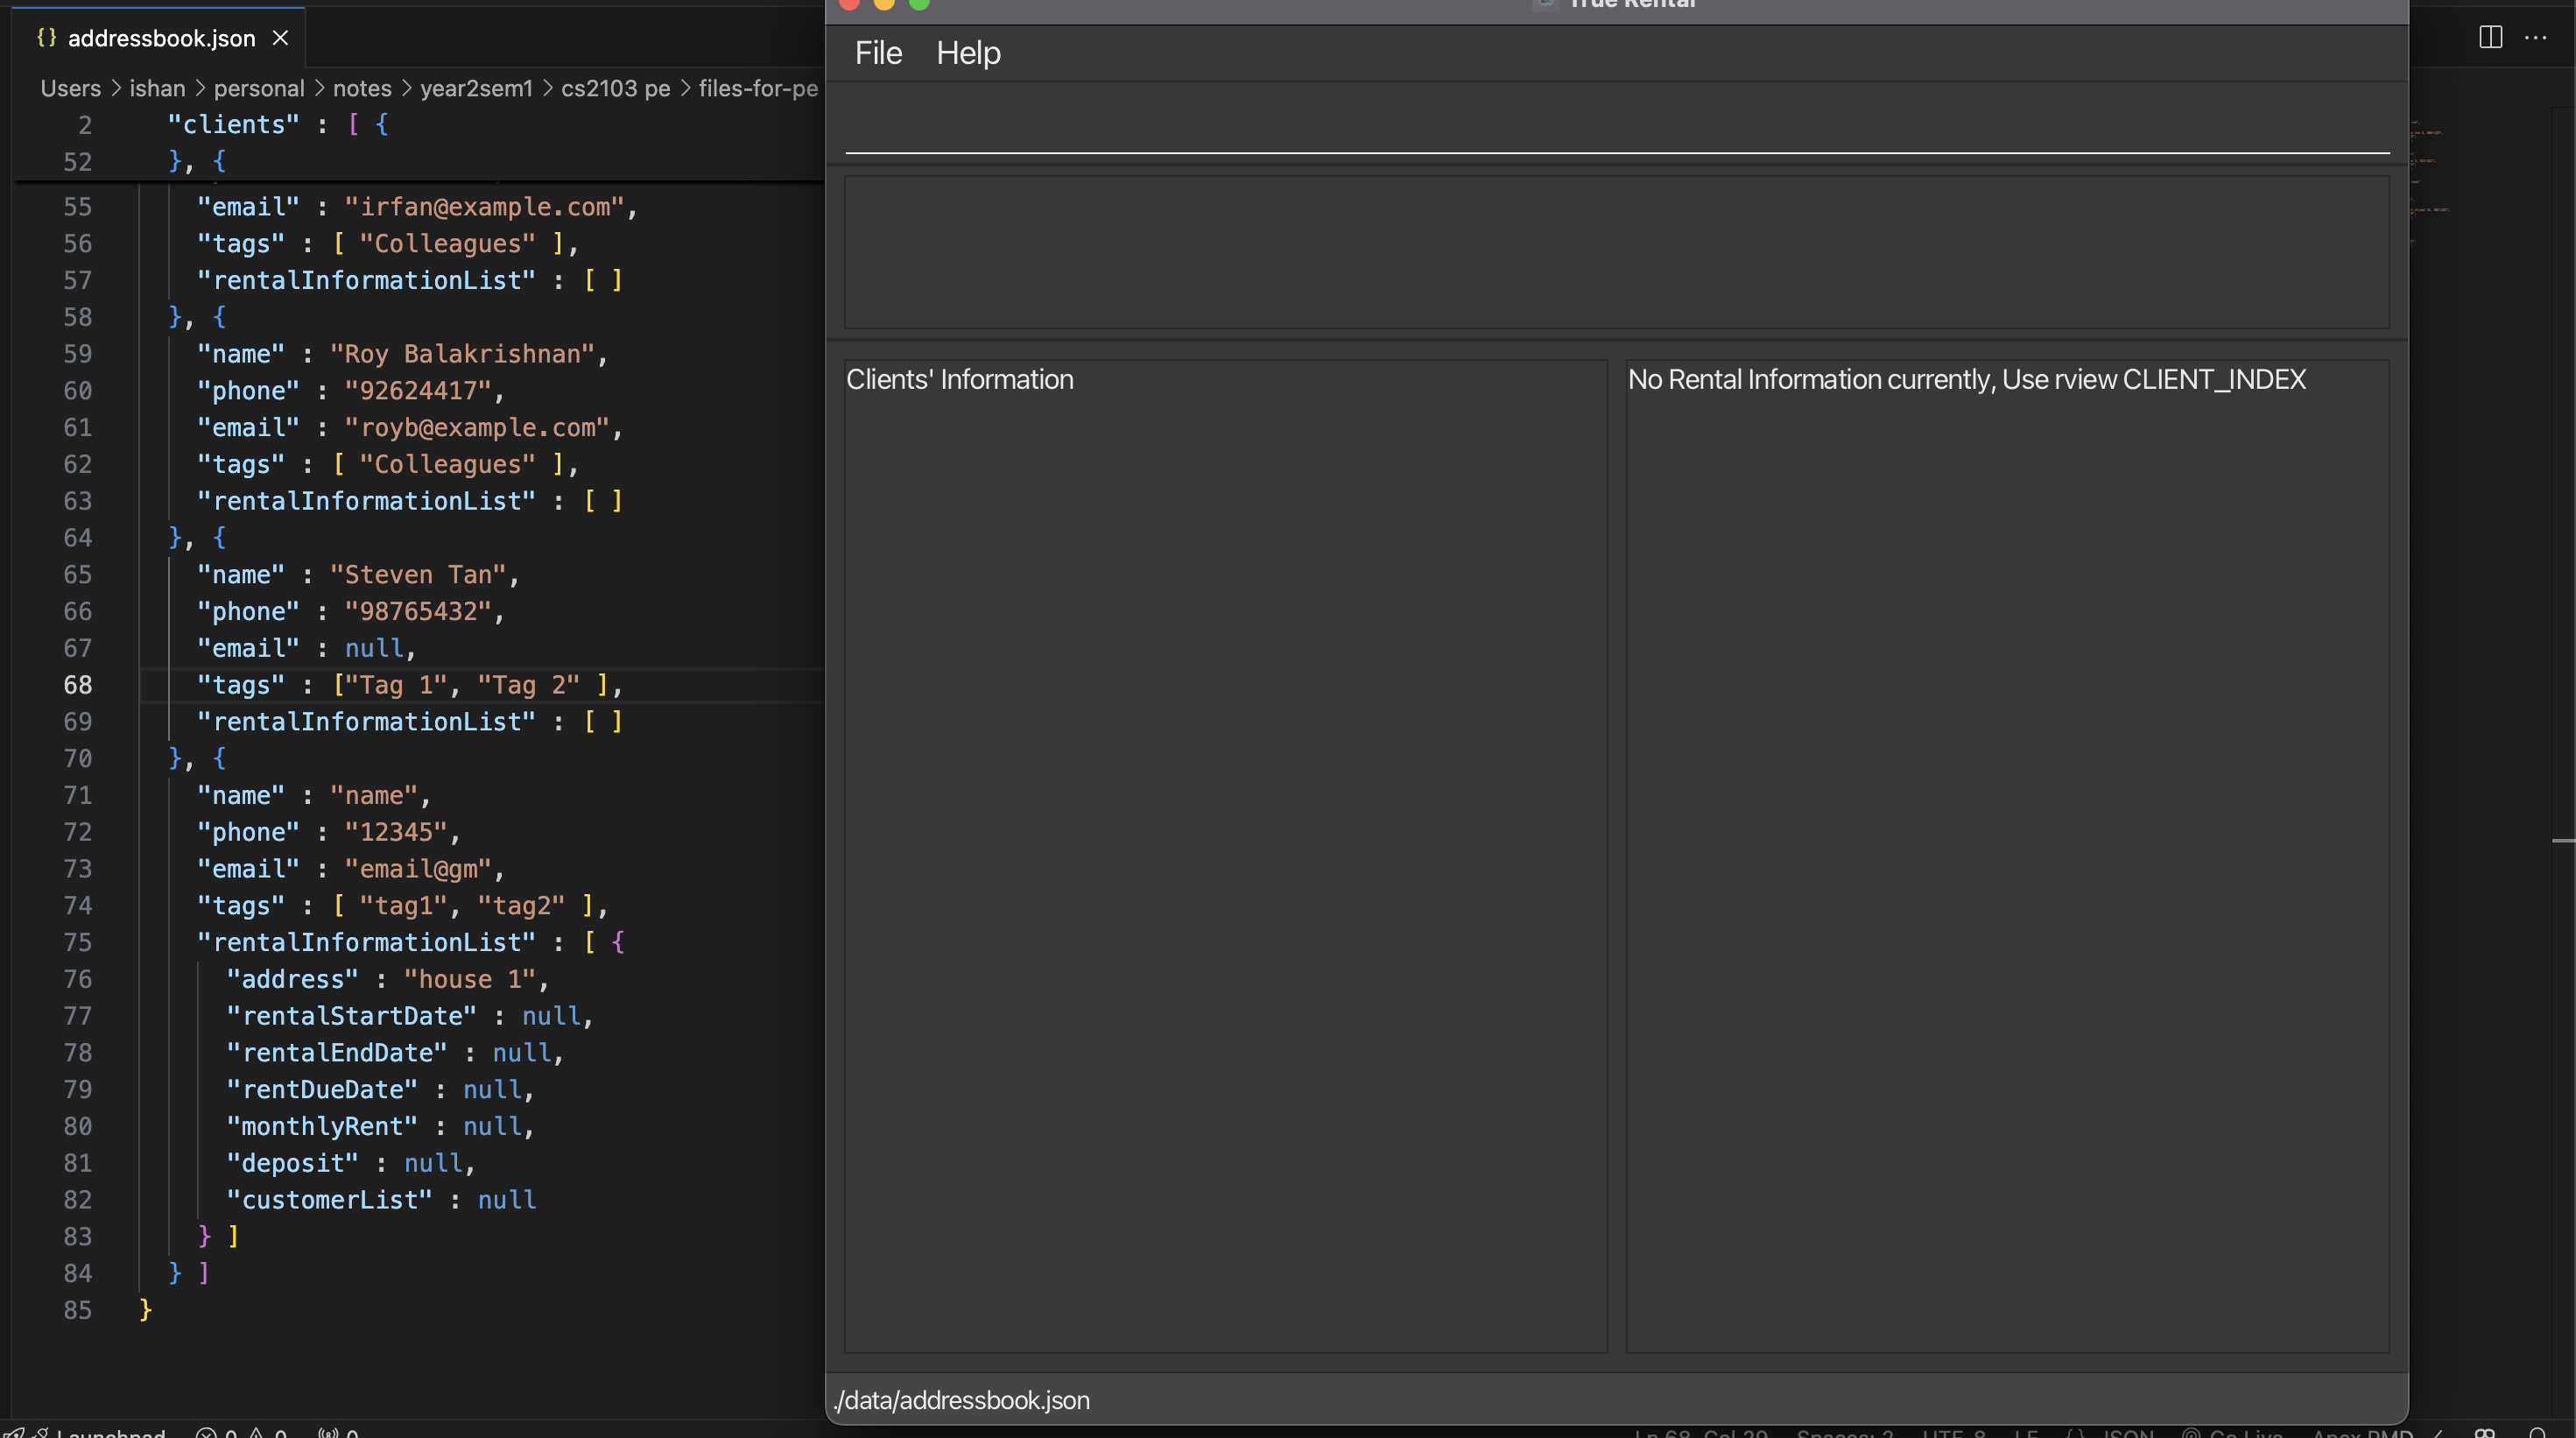 {} addressbook.json ×
Users > ishan > personal > notes > year2sem1 > cs2103 pe > files-for-pe
2 "clients" : [ {
52 }, {
55 "email" : "irfan@example.com",
56 "tags" : [ "Colleagues" ],
57 "rentalInformationList" : [ ]
58 }, {
59 "name" : "Roy Balakrishnan",
60 "phone" : "92624417",
61 "email" : "royb@example.com",
62 "tags" : [ "Colleagues" ],
63 "rentalInformationList" : [ ]
64 }, {
65 "name" : "Steven Tan",
66 "phone" : "98765432",
67 "email" : null,
68 "tags" : ["Tag 1", "Tag 2" ],
69 "rentalInformationList" : [ ]
70 }, {
71 "name" : "name",
72 "phone" : "12345",
73 "email" : "email@gm",
74 "tags" : [ "tag1", "tag2" ],
75 "rentalInformationList" : [ {
76 "address" : "house 1",
77 "rentalStartDate" : null,
78 "rentalEndDate" : null,
79 "rentDueDate" : null,
80 "monthlyRent" : null,
81 "deposit" : null,
82 "customerList" : null
83 } ]
84 } ]
85 }
Launchpad 0 0 0
True Rental
File Help
Clients' Information
No Rental Information currently, Use rview CLIENT_INDEX
./data/addressbook.json
Ln 68, Col 29 Spaces: 2 UTF-8 LF {} JSON Go Live Apex PMD